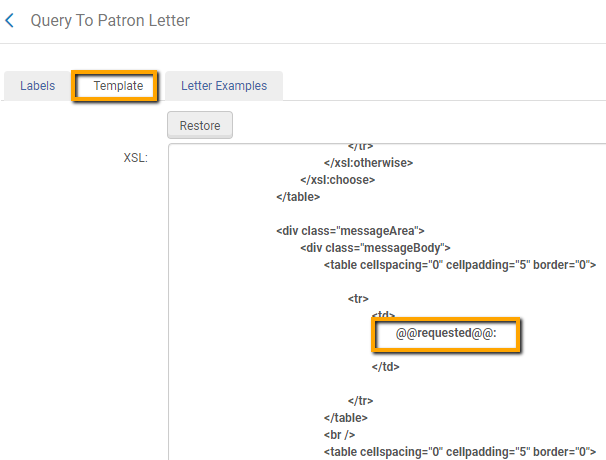 Query To Patron Letter
Labels Template Letter Examples
Restore
XSL:
</tr>
</xsl:otherwise>
</xsl:choose>
</table>
<div class="messageArea">
<div class="messageBody">
<table cellspacing="0" cellpadding="5" border="0">
<tr>
<td>
@@requested@@:
</td>
</tr>
</table>
<br />
<table cellspacing="0" cellpadding="5" border="0">